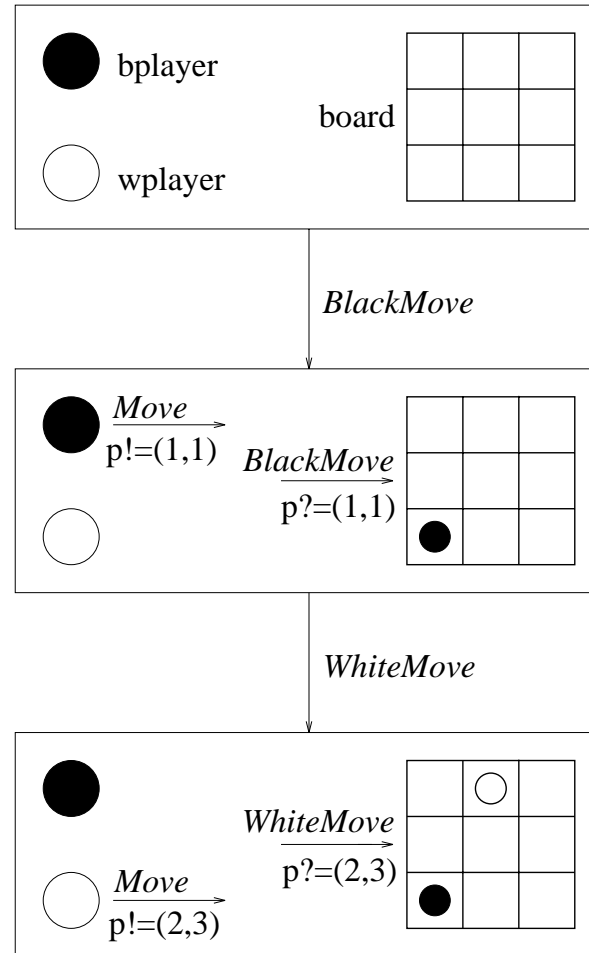 bplayer
board
wplayer
BlackMove
Move
p!=(1,1)
BlackMove
p?=(1,1)
WhiteMove
WhiteMove
p?=(2,3)
Move
p!=(2,3)